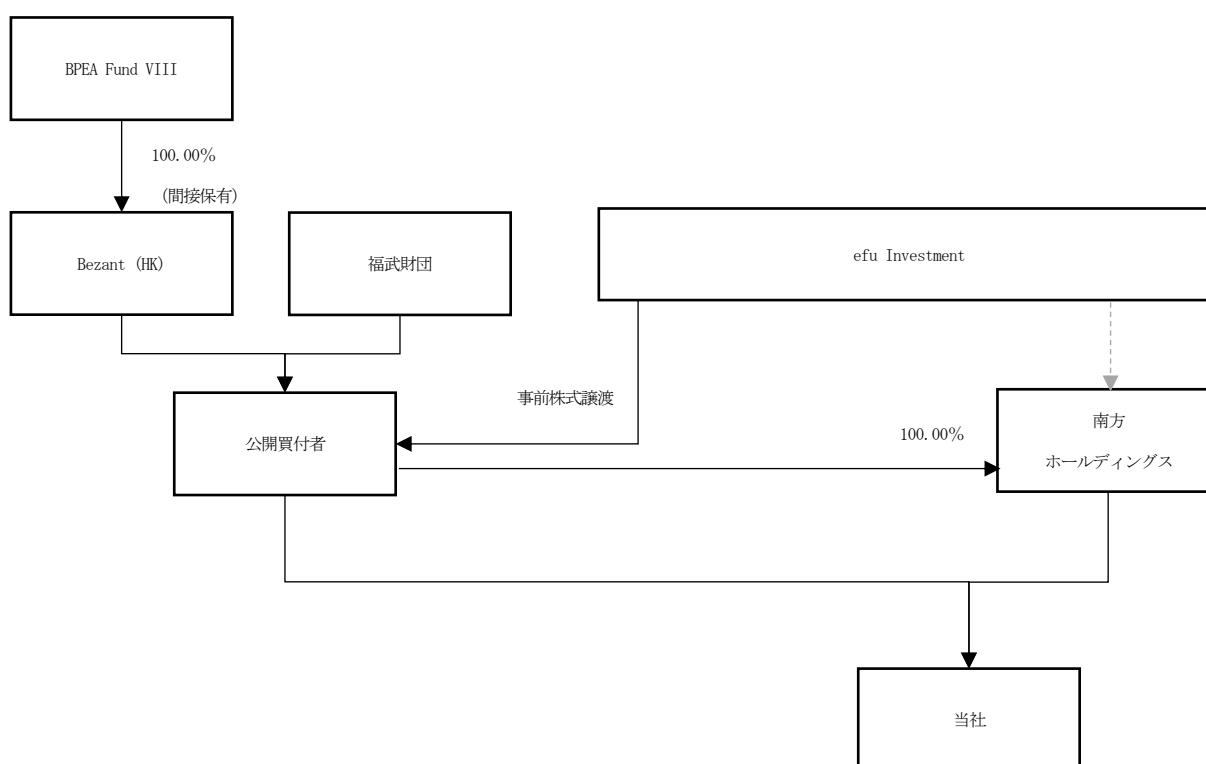 BPEA Fund VIII
100.00%
(間接保有)
Bezant (HK)
福武財団
efu Investment
事前株式譲渡
公開買付者
100.00%
南方
ホールディングス
当社